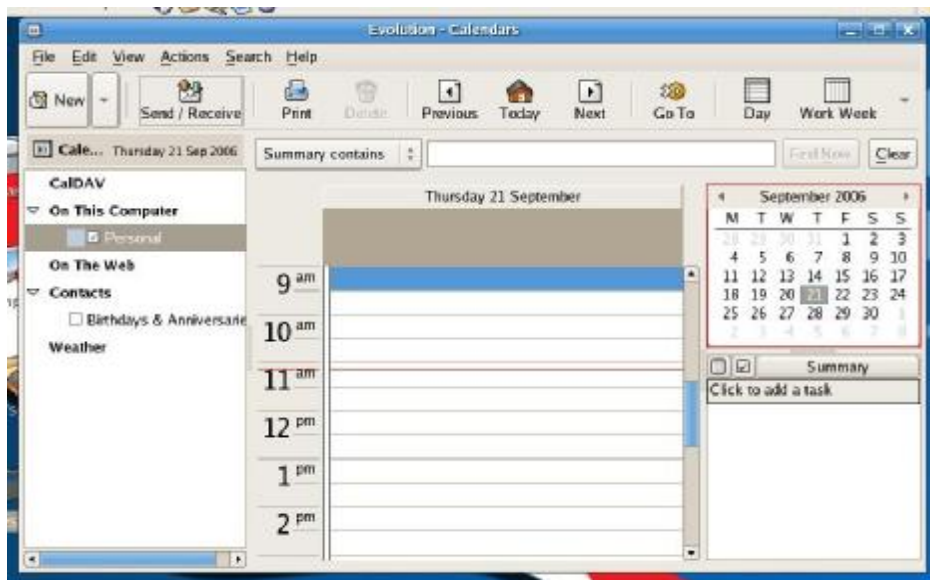 Evolution - Calendars
File Edit View Actions Search Help
New Send / Receive Print Delete Previous Today Next Go To Day Work Week
Cale... Thursday 21 Sep 2006 Summary contains Find Now Clear
CalDAV
On This Computer
Personal
On The Web
Contacts
Birthdays & Anniversarie
Weather
Thursday 21 September
9 am
10 am
11 am
12 pm
1 pm
2 pm
September 2006
M T W T F S S
28 29 30 31 1 2 3
4 5 6 7 8 9 10
11 12 13 14 15 16 17
18 19 20 21 22 23 24
25 26 27 28 29 30 1
2 3 4 5 6 7 8
Summary
Click to add a task